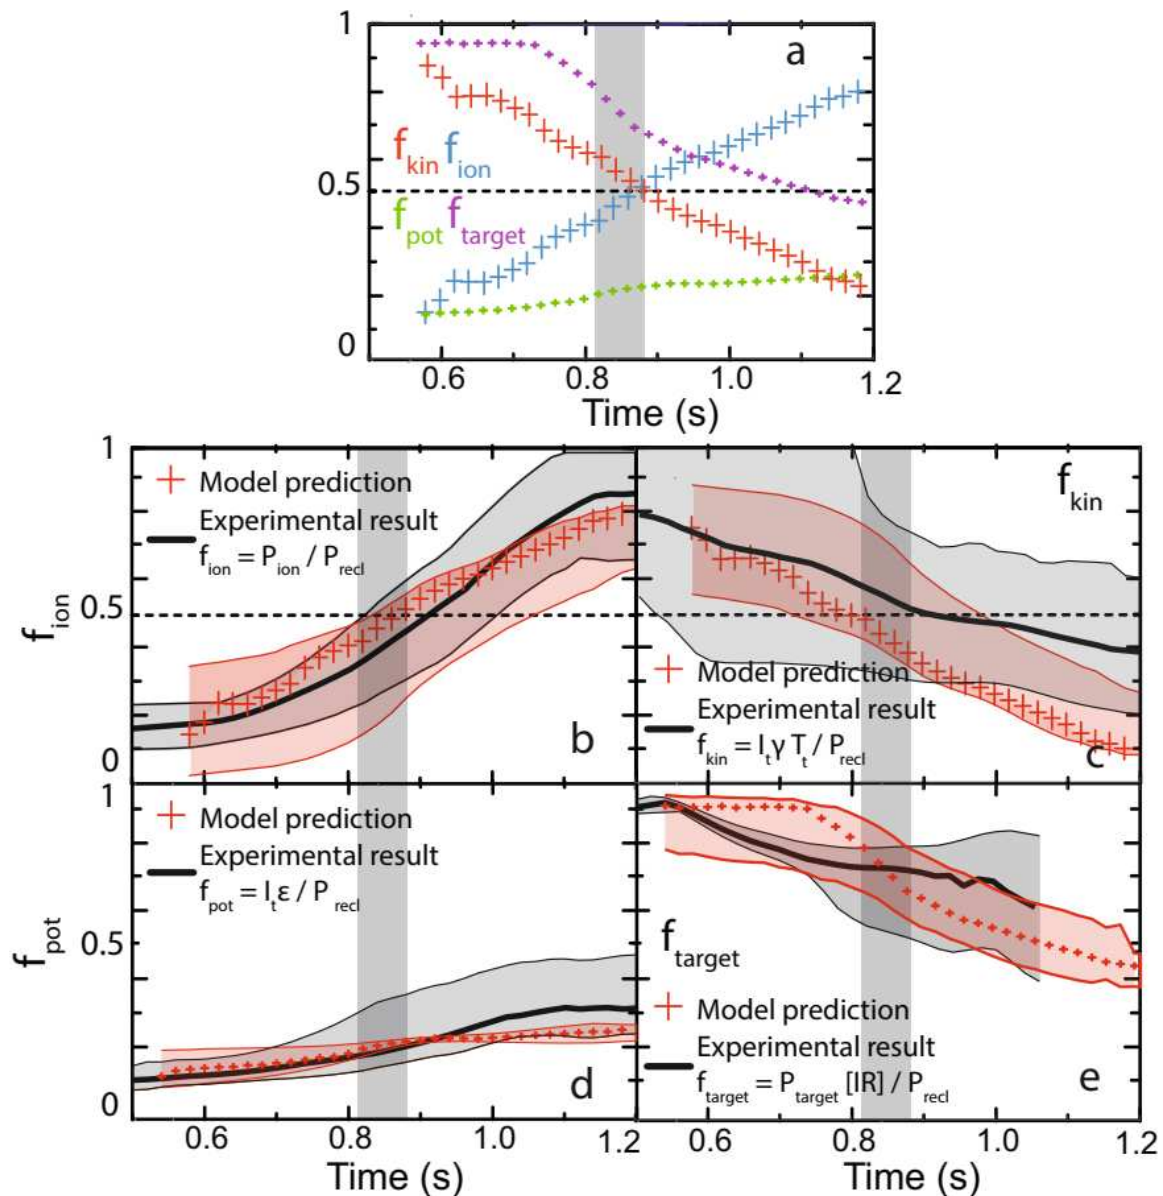 1
a
f_kin f_ion
0.5
f_pot f_target
0
0.6 0.8 1.0 1.2
Time (s)
1
Model prediction
Experimental result
f_ion = P_ion / P_recl
f_ion
0.5
b
0
f_kin
Model prediction
Experimental result
f_kin = I_t γ T_t / P_recl
c
1
Model prediction
Experimental result
f_pot = I_t ε / P_recl
f_pot
0.5
d
0
0.6 0.8 1.0 1.2
Time (s)
f_target
Model prediction
Experimental result
f_target = P_target [IR] / P_recl
e
0.6 0.8 1.0 1.2
Time (s)